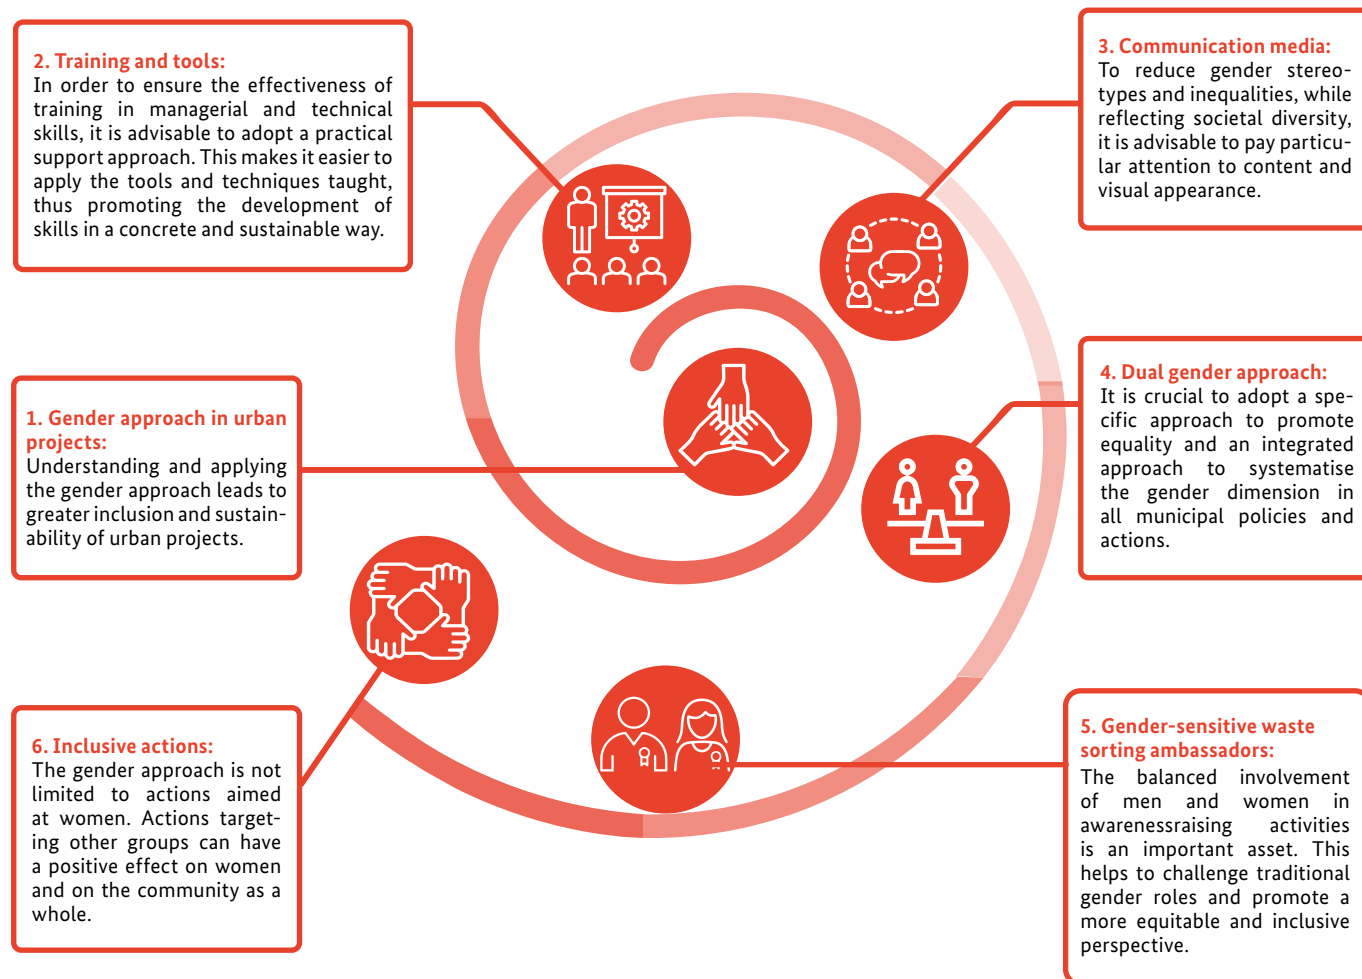 2. Training and tools:
In order to ensure the effectiveness of
training in managerial and technical
skills, it is advisable to adopt a practical
support approach. This makes it easier to
apply the tools and techniques taught,
thus promoting the development of
skills in a concrete and sustainable way.
3. Communication media:
To reduce gender stereo-
types and inequalities, while
reflecting societal diversity,
it is advisable to pay particu-
lar attention to content and
visual appearance.
1. Gender approach in urban
projects:
Understanding and applying
the gender approach leads to
greater inclusion and sustain-
ability of urban projects.
4. Dual gender approach:
It is crucial to adopt a spe-
cific approach to promote
equality and an integrated
approach to systematise
the gender dimension in
all municipal policies and
actions.
6. Inclusive actions:
The gender approach is not
limited to actions aimed
at women. Actions target-
ing other groups can have
a positive effect on women
and on the community as a
whole.
5. Gender-sensitive waste
sorting ambassadors:
The balanced involvement
of men and women in
awarenessraising activities
is an important asset. This
helps to challenge traditional
gender roles and promote a
more equitable and inclusive
perspective.